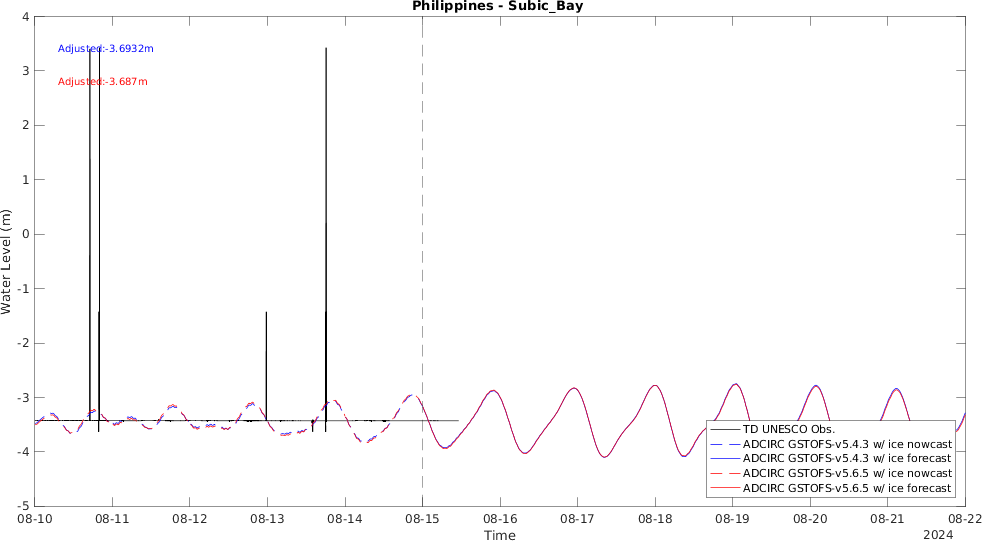 Philippines - Subic_Bay
Adjusted:-3.6932m
Adjusted:-3.687m
Water Level (m)
4
3
2
1
0
-1
-2
-3
-4
-5
TD UNESCO Obs.
ADCIRC GSTOFS-v5.4.3 w/ ice nowcast
ADCIRC GSTOFS-v5.4.3 w/ ice forecast
ADCIRC GSTOFS-v5.6.5 w/ ice nowcast
ADCIRC GSTOFS-v5.6.5 w/ ice forecast
08-10 08-11 08-12 08-13 08-14 08-15 08-16 08-17 08-18 08-19 08-20 08-21 08-22
Time
2024